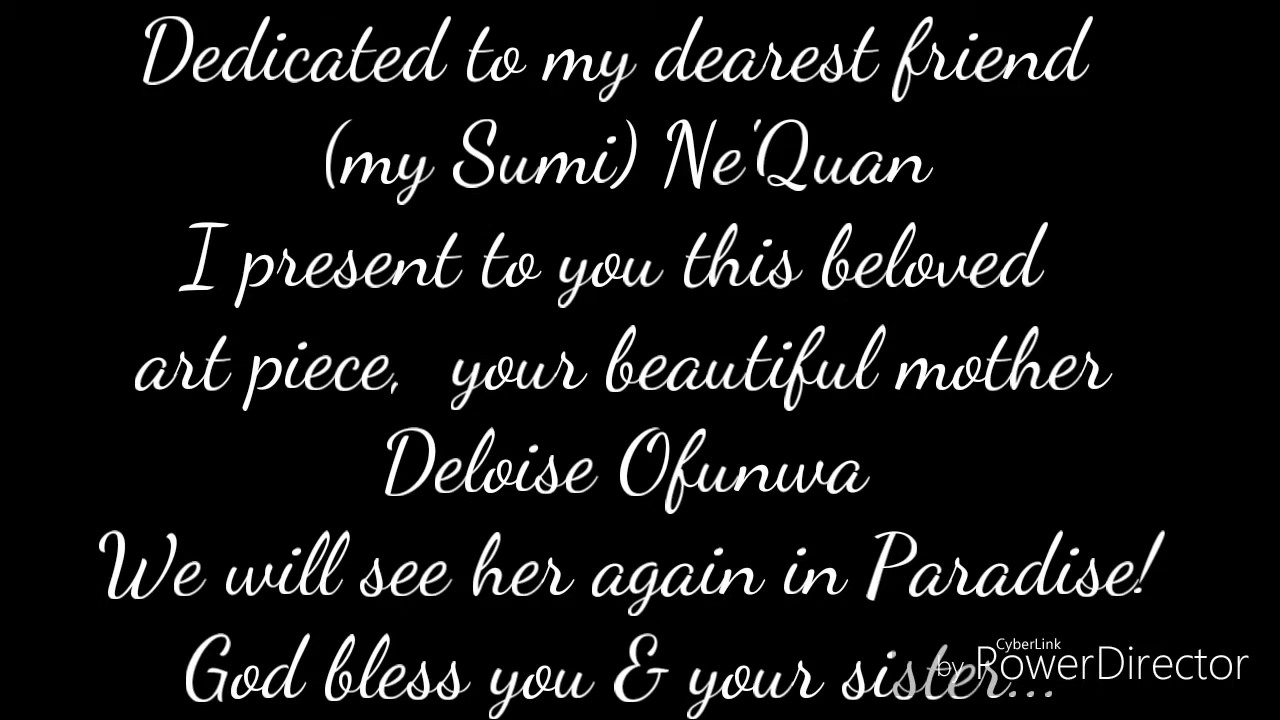 Dedicated to my dearest friend
(my Sumi) Ne'Quan
I present to you this beloved
art piece, your beautiful mother
Deloise Ofunwa
We will see her again in Paradise!
God bless you & your sister...
by CyberLink PowerDirector